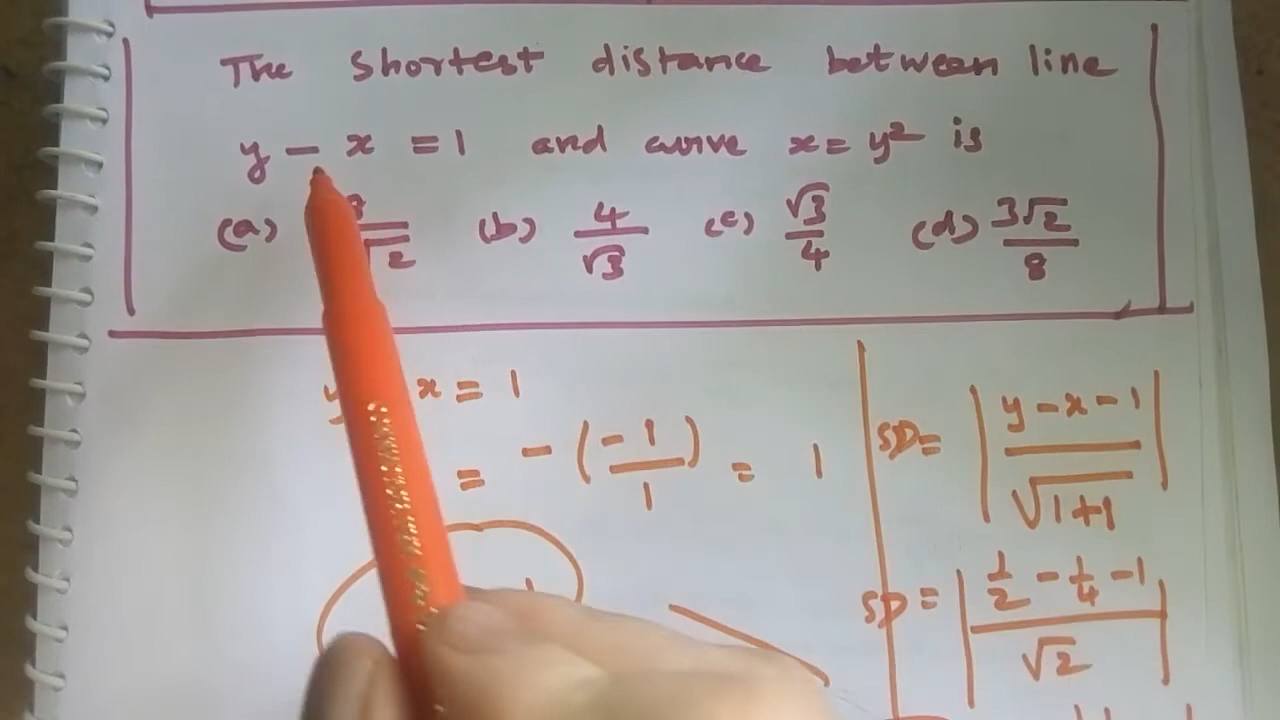 The shortest distance between line
y - x = 1 and curve x = y² is
(a) √2 (b) 4/√3 (c) √3/4 (d) 3√2/8
x = 1
= -(-1/1) = 1
SD = |y-x-1/√1+1|
SD = |1/2 - 1/4 - 1/√2|